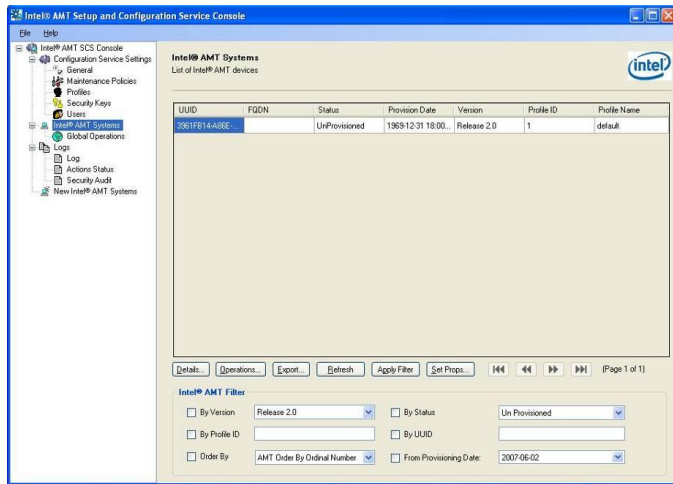 Intel® AMT Setup and Configuration Service Console
File Help
Intel® AMT SCS Console
Configuration Service Settings
General
Maintenance Policies
Profiles
Security Keys
Users
Intel® AMT Systems
Global Operations
Logs
Log
Actions Status
Security Audit
New Intel® AMT Systems
Intel® AMT Systems
List of Intel® AMT devices
intel
UUID FQDN Status Provision Date Version Profile ID Profile Name
3961FB14-A86E-... UnProvisioned 1969-12-31 18:00... Release 2.0 1 default
Details... Operations... Export... Refresh Apply Filter Set Props... (Page 1 of 1)
Intel® AMT Filter
By Version Release 2.0 By Status Un Provisioned
By Profile ID By UUID
Order By AMT Order By Ordinal Number From Provisioning Date: 2007-06-02